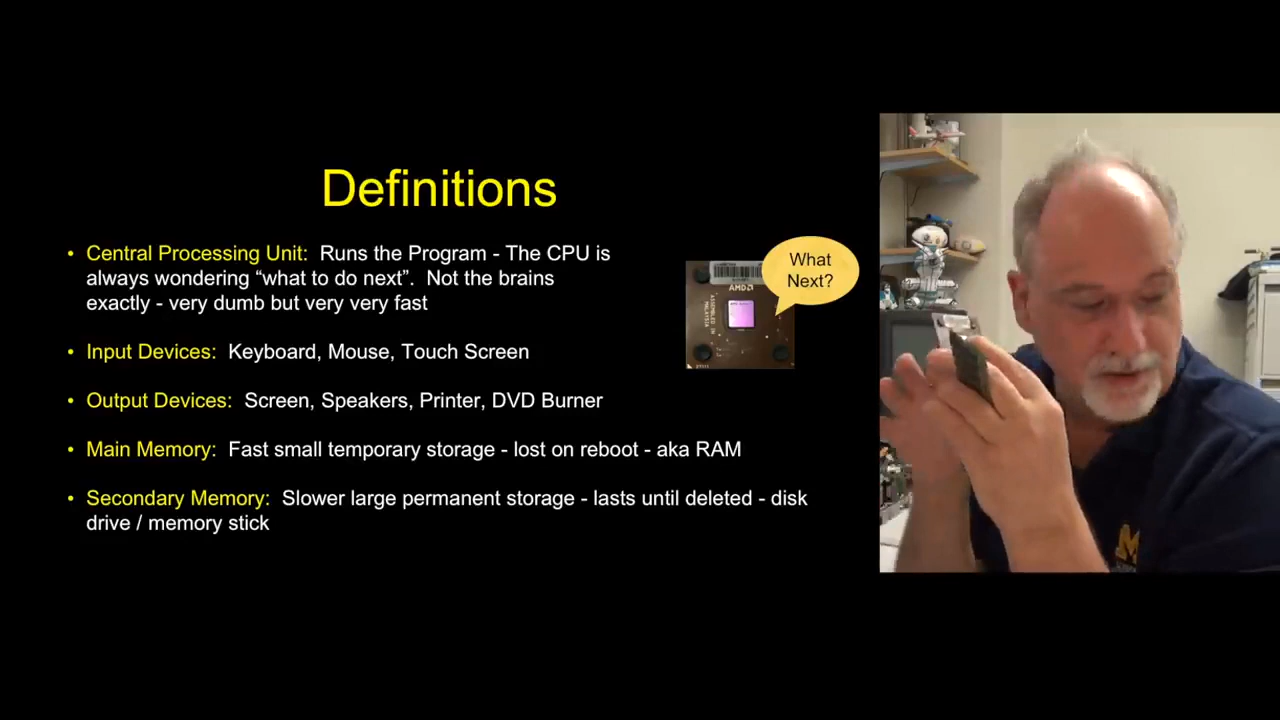 Definitions
• Central Processing Unit: Runs the Program - The CPU is
always wondering “what to do next”. Not the brains
exactly - very dumb but very very fast
What
Next?
AMD
ASSEMBLED IN
MALAYSIA
• Input Devices: Keyboard, Mouse, Touch Screen
• Output Devices: Screen, Speakers, Printer, DVD Burner
• Main Memory: Fast small temporary storage - lost on reboot - aka RAM
• Secondary Memory: Slower large permanent storage - lasts until deleted - disk
drive / memory stick
M